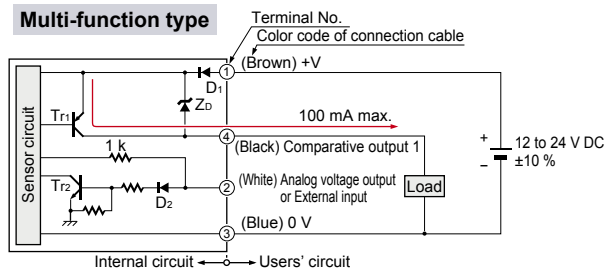 Multi-function type
Terminal No.
Color code of connection cable
1 (Brown) +V
D1
ZD
Tr1
100 mA max.
4
(Black) Comparative output 1
Sensor circuit
1 k
Tr2
D2
2 (White) Analog voltage output
or External input
Load
+
−
12 to 24 V DC
±10 %
3 (Blue) 0 V
Internal circuit
Users' circuit